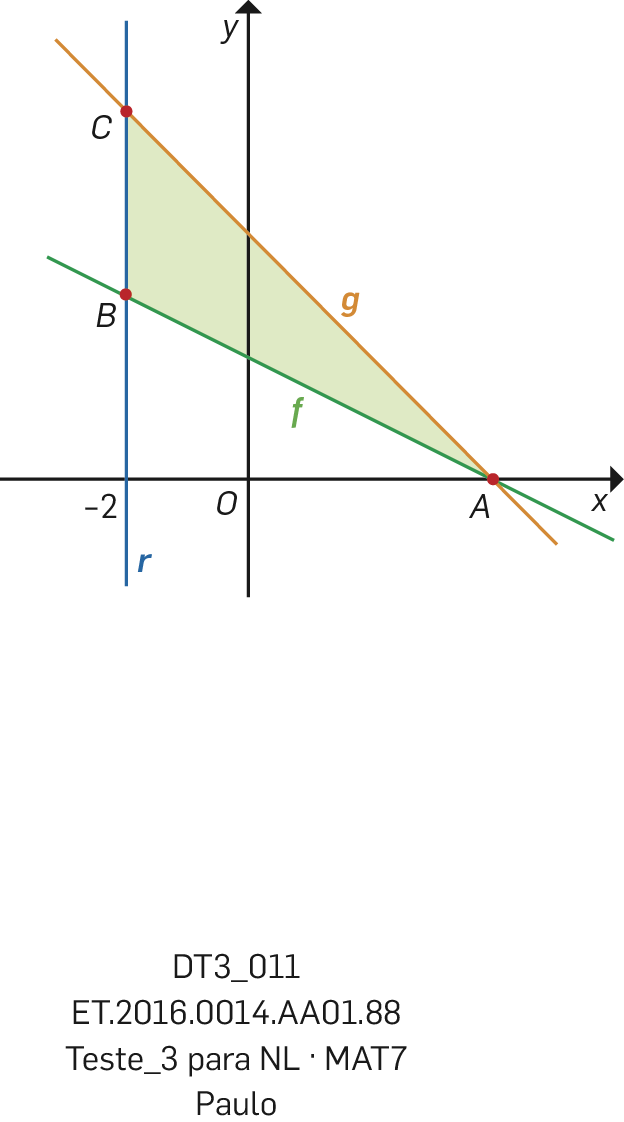 y
C
g
B
f
−2
O
A
x
r
DT3_011
ET.2016.0014.AA01.88
Teste_3 para NL · MAT7
Paulo